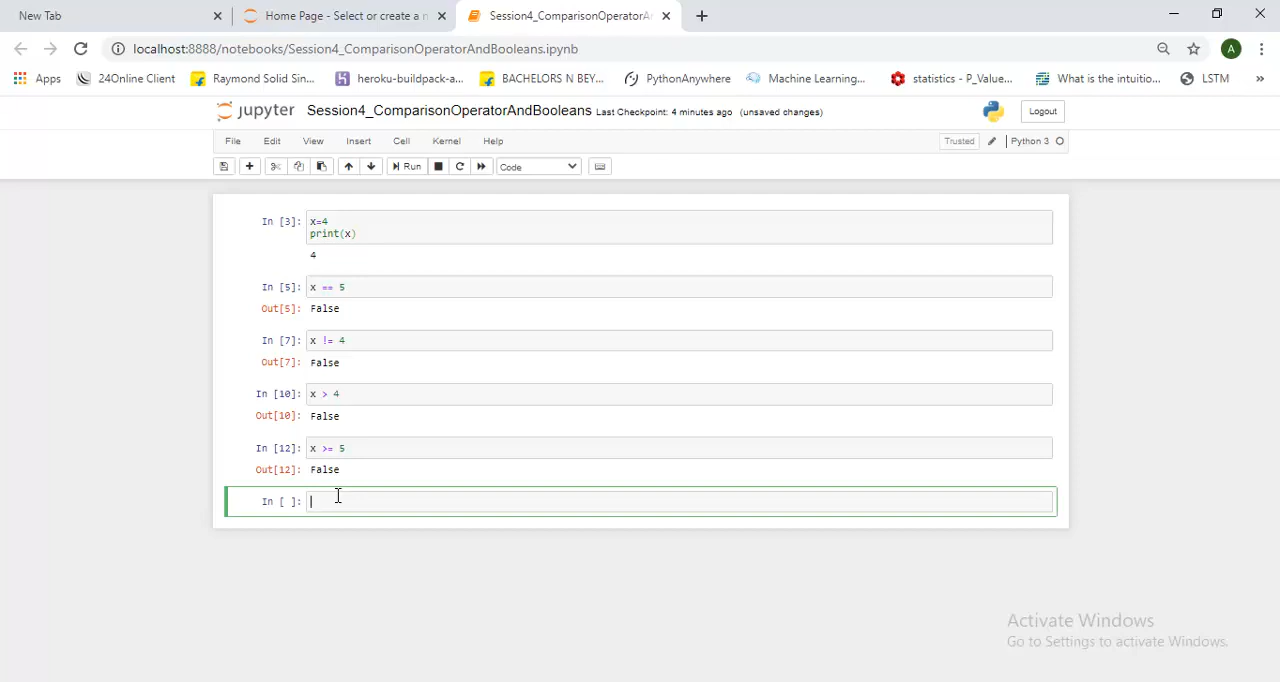 New Tab
Home Page - Select or create a n
Session4_ComparisonOperatorAr
localhost:8888/notebooks/Session4_ComparisonOperatorAndBooleans.ipynb
A
Apps 24Online Client Raymond Solid Sin... heroku-buildpack-a... BACHELORS N BEY... PythonAnywhere Machine Learning... statistics - P_Value... What is the intuitio... LSTM »
jupyter Session4_ComparisonOperatorAndBooleans Last Checkpoint: 4 minutes ago (unsaved changes)
Logout
File Edit View Insert Cell Kernel Help
Trusted Python 3
Run Code
In [3]: x=4
print(x)
4
In [5]: x == 5
Out[5]: False
In [7]: x != 4
Out[7]: False
In [10]: x > 4
Out[10]: False
In [12]: x >= 5
Out[12]: False
In [ ]:
Activate Windows
Go to Settings to activate Windows.